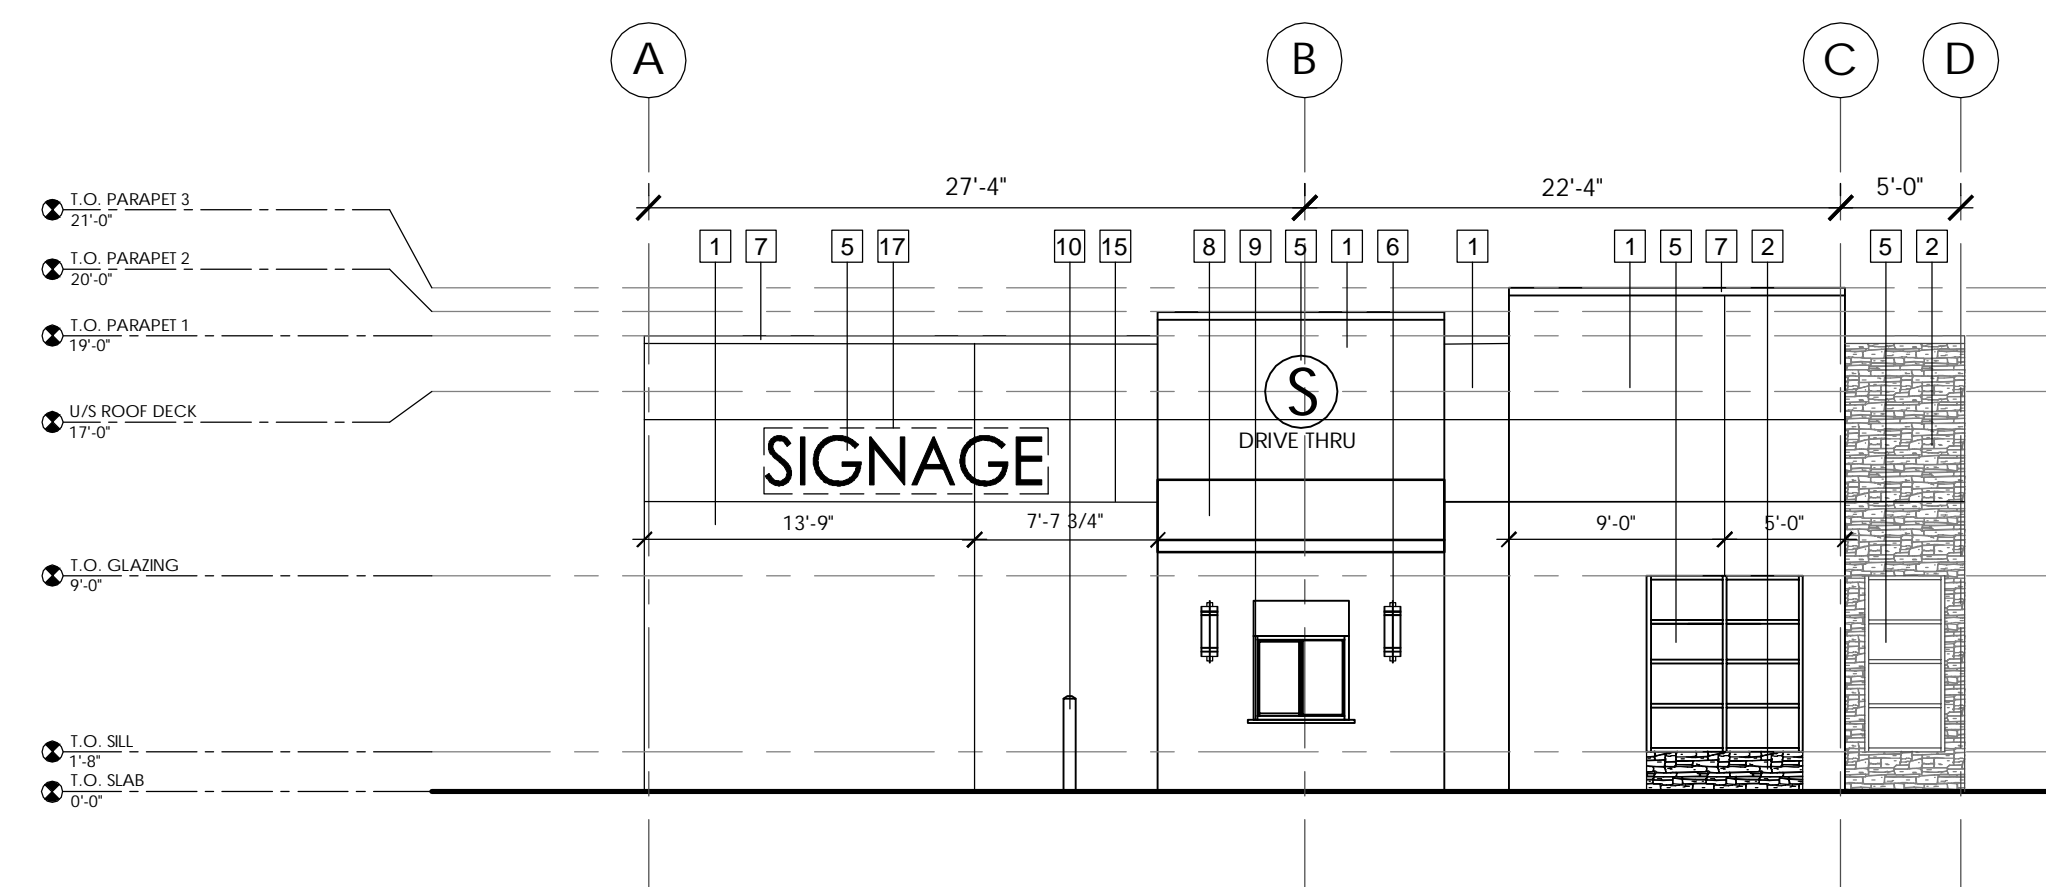 A B C D
27'-4" 22'-4" 5'-0"
T.O. PARAPET 3
21'-0"
1 7 5 17 10 15 8 9 5 1 6 1 1 5 7 2 5 2
T.O. PARAPET 2
20'-0"
T.O. PARAPET 1
19'-0"
S
U/S ROOF DECK
17'-0"
DRIVE THRU
SIGNAGE
13'-9" 7'-7 3/4" 9'-0" 5'-0"
T.O. GLAZING
9'-0"
T.O. SILL
1'-8"
T.O. SLAB
0'-0"